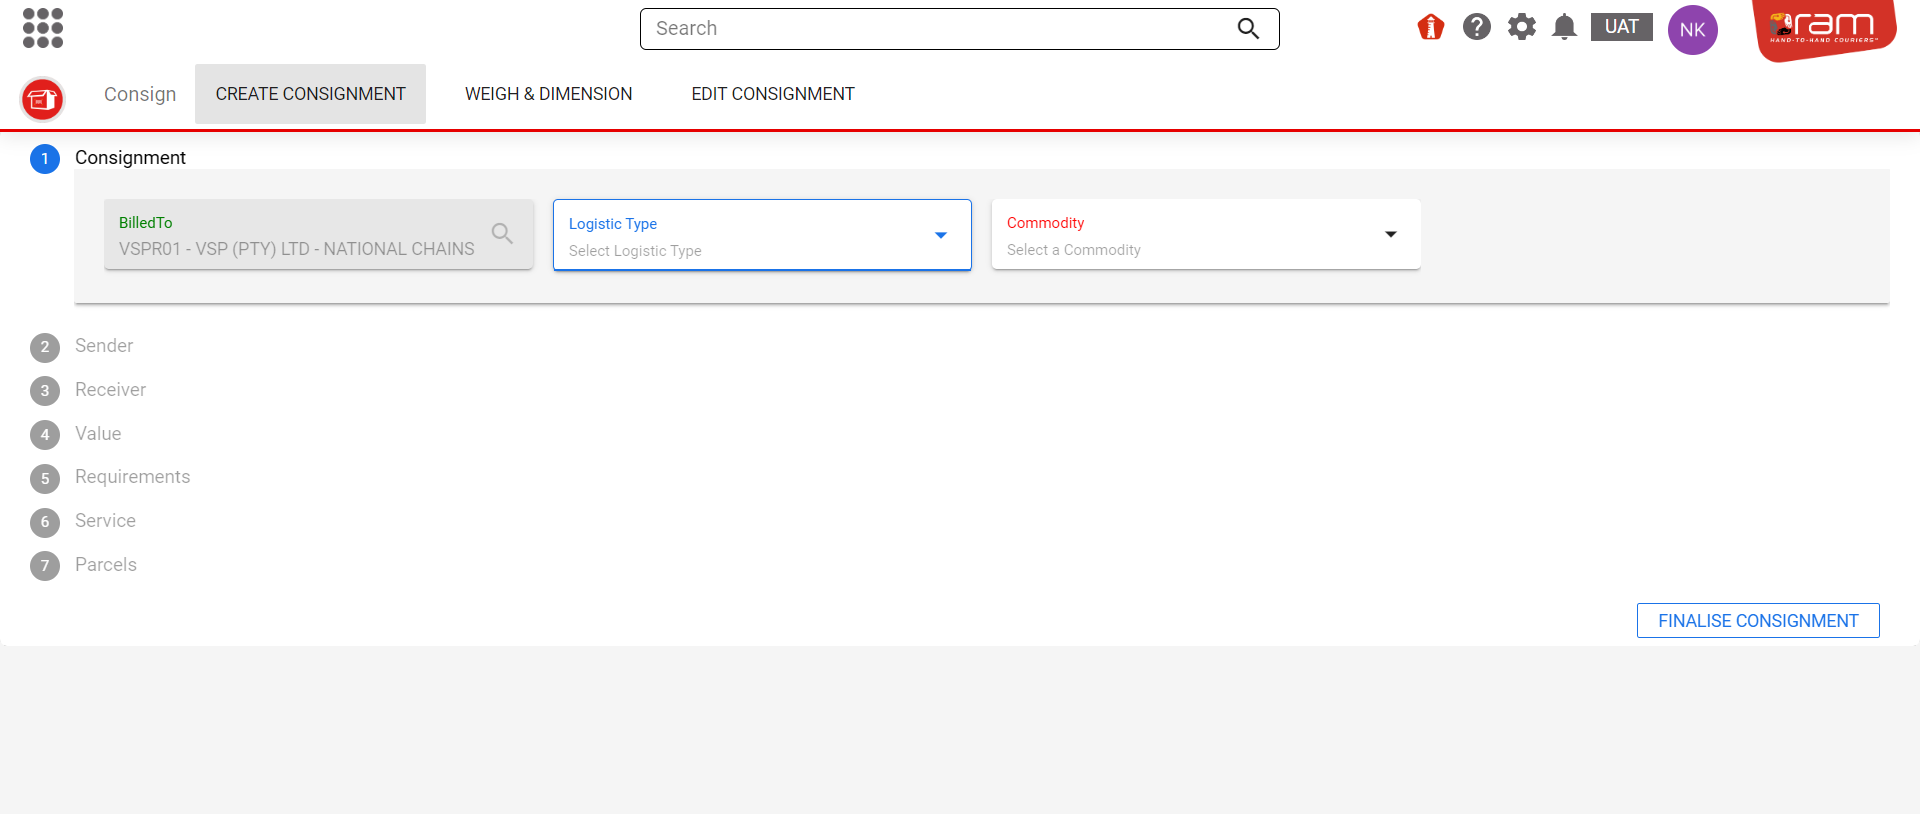 Search
UAT
NK
ram
HAND-TO-HAND COURIERS
Consign
CREATE CONSIGNMENT
WEIGH & DIMENSION
EDIT CONSIGNMENT
1
Consignment
BilledTo
VSPR01 - VSP (PTY) LTD - NATIONAL CHAINS
Logistic Type
Select Logistic Type
Commodity
Select a Commodity
2
Sender
3
Receiver
4
Value
5
Requirements
6
Service
7
Parcels
FINALISE CONSIGNMENT